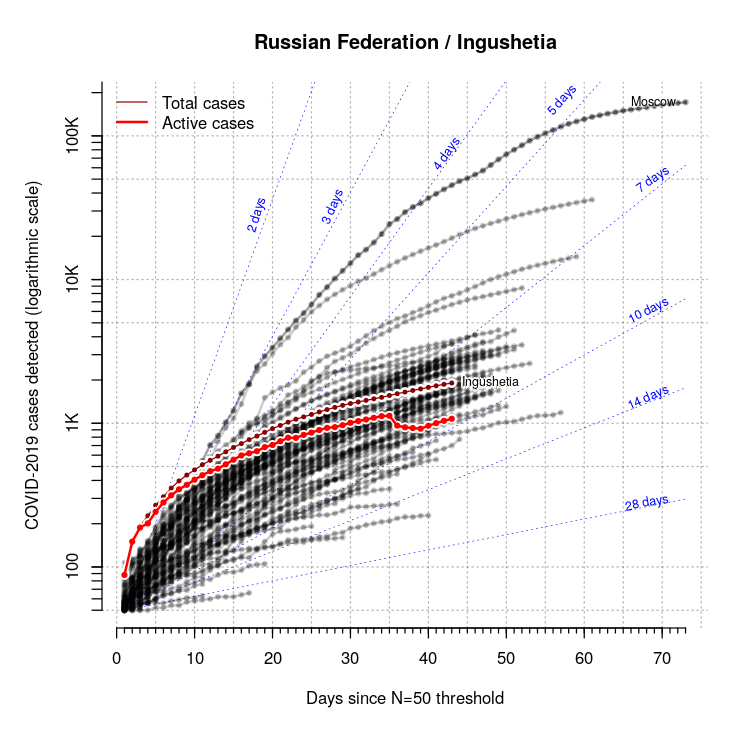 Russian Federation / Ingushetia
Total cases
Active cases
Moscow
Ingushetia
2 days
3 days
4 days
5 days
7 days
10 days
14 days
28 days
COVID-2019 cases detected (logarithmic scale)
100K
10K
1K
100
0 10 20 30 40 50 60 70
Days since N=50 threshold